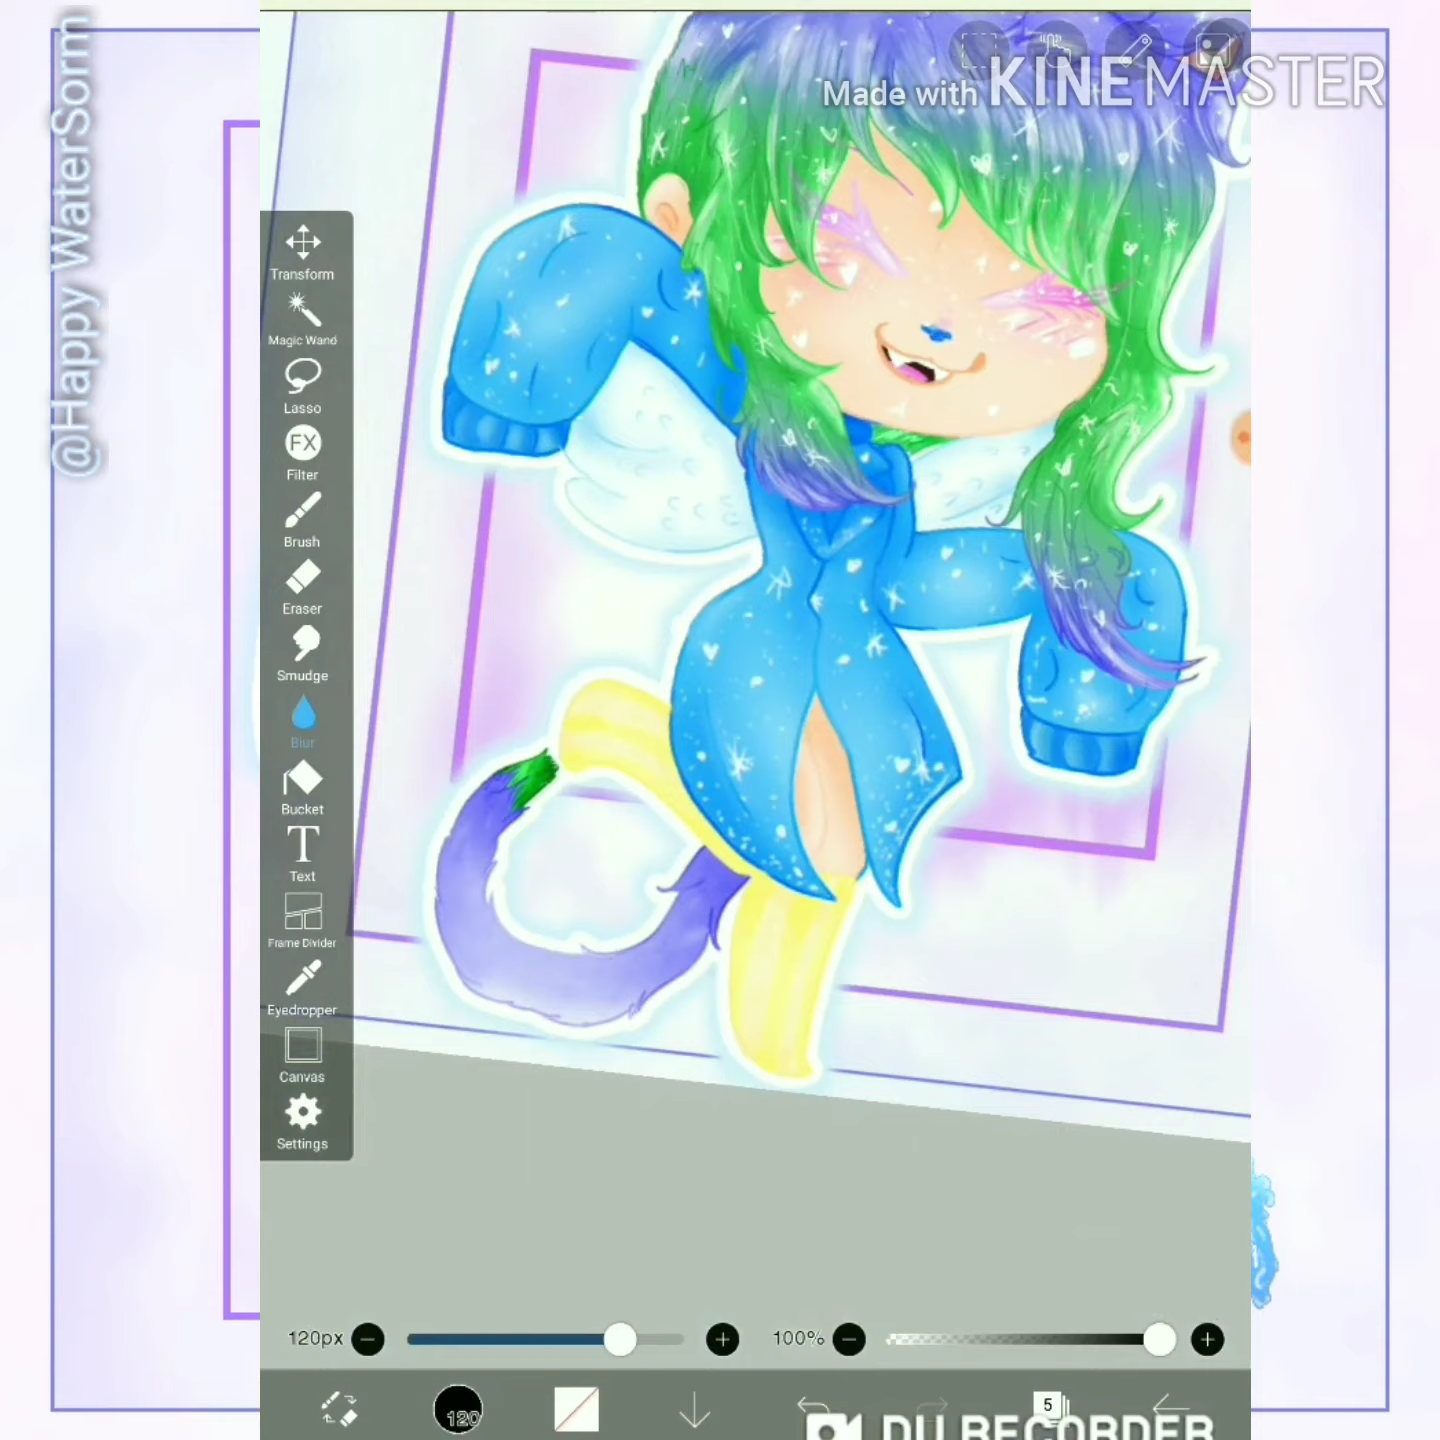 @Happy WaterSorm
Made with KINEMASTER
Transform
Magic Wand
Lasso
FX
Filter
Brush
Eraser
Smudge
Blur
Bucket
T
Text
Frame Divider
Eyedropper
Canvas
Settings
120px
100%
120
5
DU RECORDER